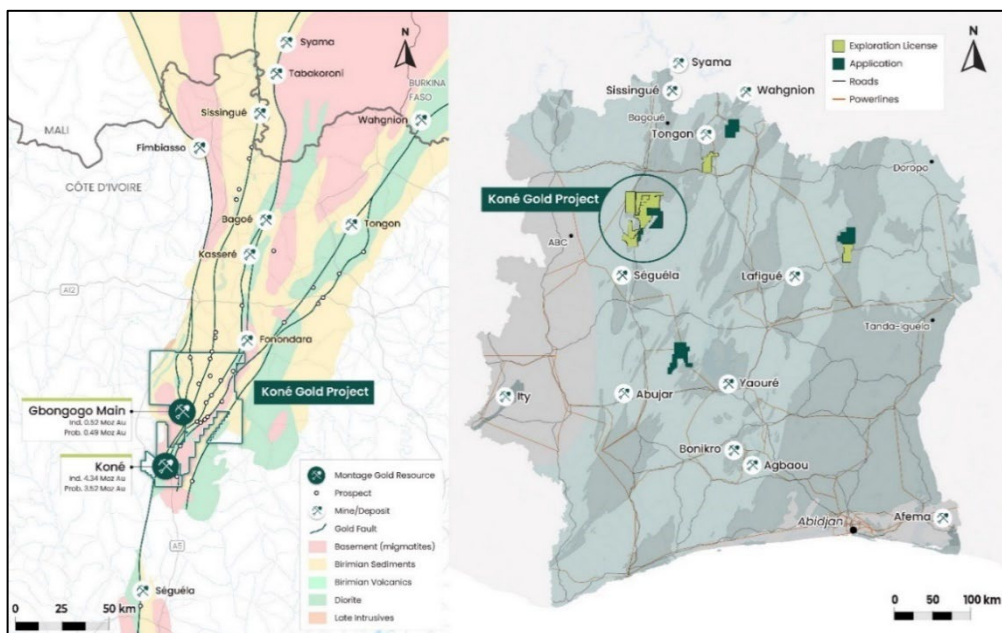 N
Syama
Tabakoroni
BURKINA
FASO
Sissingué
Wahgnion
MALI
Fimbiasso
CÔTE D'IVOIRE
Bagoé
Tongon
Kasseré
A12
Fonondara
Koné Gold Project
Gbongogo Main
Ind. 0.52 Moz Au
Prob. 0.49 Moz Au
Koné
Ind. 4.34 Moz Au
Prob. 3.52 Moz Au
A5
Séguéla
0 25 50 km
Montage Gold Resource
Prospect
Mine/Deposit
Gold Fault
Basement (migmatites)
Birimian Sediments
Birimian Volcanics
Diorite
Late Intrusives
N
Exploration License
Application
Roads
Powerlines
Syama
Sissingué
Wahgnion
Bagoué
Tongon
Doropo
Koné Gold Project
ABC
Séguéla
Lafigué
Tanda-Iguéla
Ity
Abujar
Yaouré
Bonikro
Agbaou
Abidjan
Afema
0 50 100 km